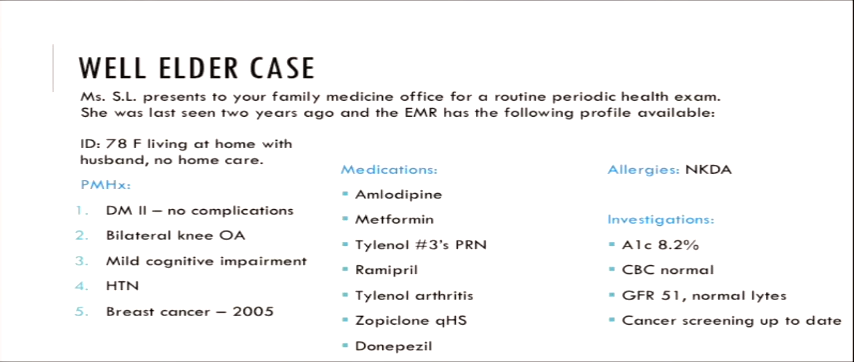 WELL ELDER CASE
Ms. S.L. presents to your family medicine office for a routine periodic health exam.
She was last seen two years ago and the EMR has the following profile available:
ID: 78 F living at home with
husband, no home care.
PMHx:
1. DM II – no complications
2. Bilateral knee OA
3. Mild cognitive impairment
4. HTN
5. Breast cancer – 2005
Medications:
▪ Amlodipine
▪ Metformin
▪ Tylenol #3's PRN
▪ Ramipril
▪ Tylenol arthritis
▪ Zopiclone qHS
▪ Donepezil
Allergies: NKDA
Investigations:
▪ A1c 8.2%
▪ CBC normal
▪ GFR 51, normal lytes
▪ Cancer screening up to date